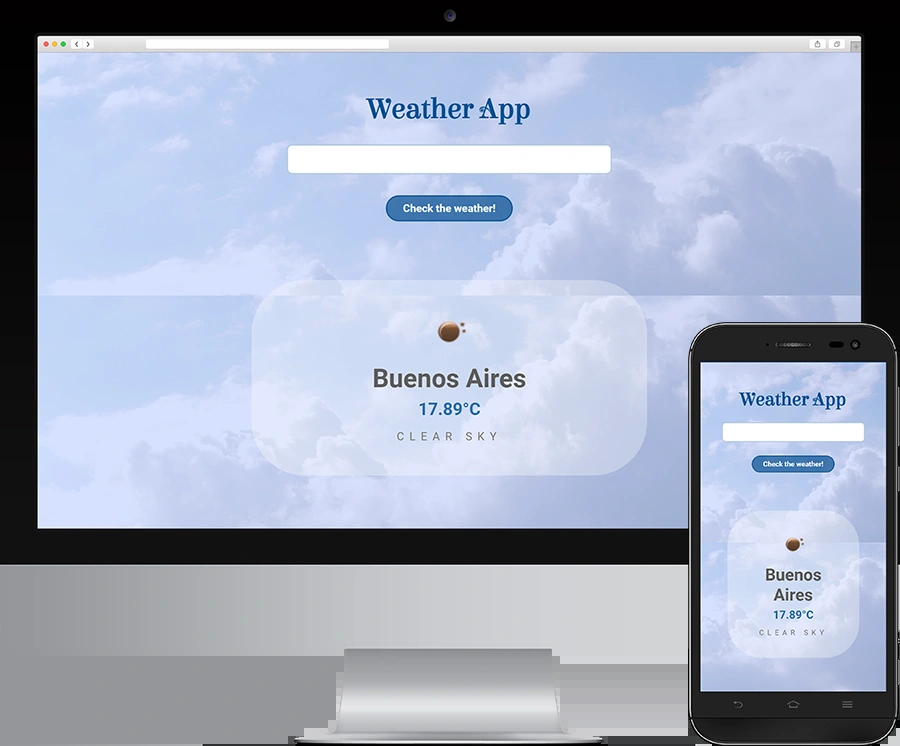 Weather App
Check the weather!
Buenos Aires
17.89°C
CLEAR SKY
Weather App
Check the weather!
Buenos
Aires
17.89°C
CLEAR SKY